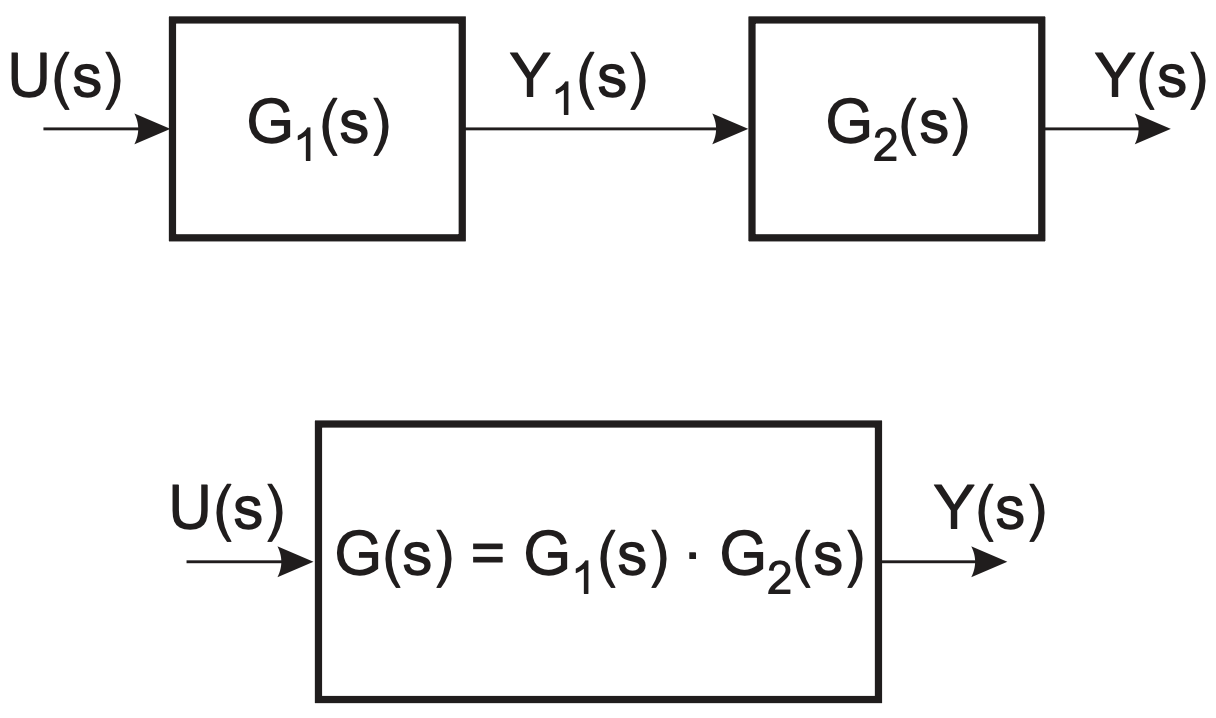 U(s)
G₁(s)
Y₁(s)
G₂(s)
Y(s)
U(s)
G(s) = G₁(s) · G₂(s)
Y(s)